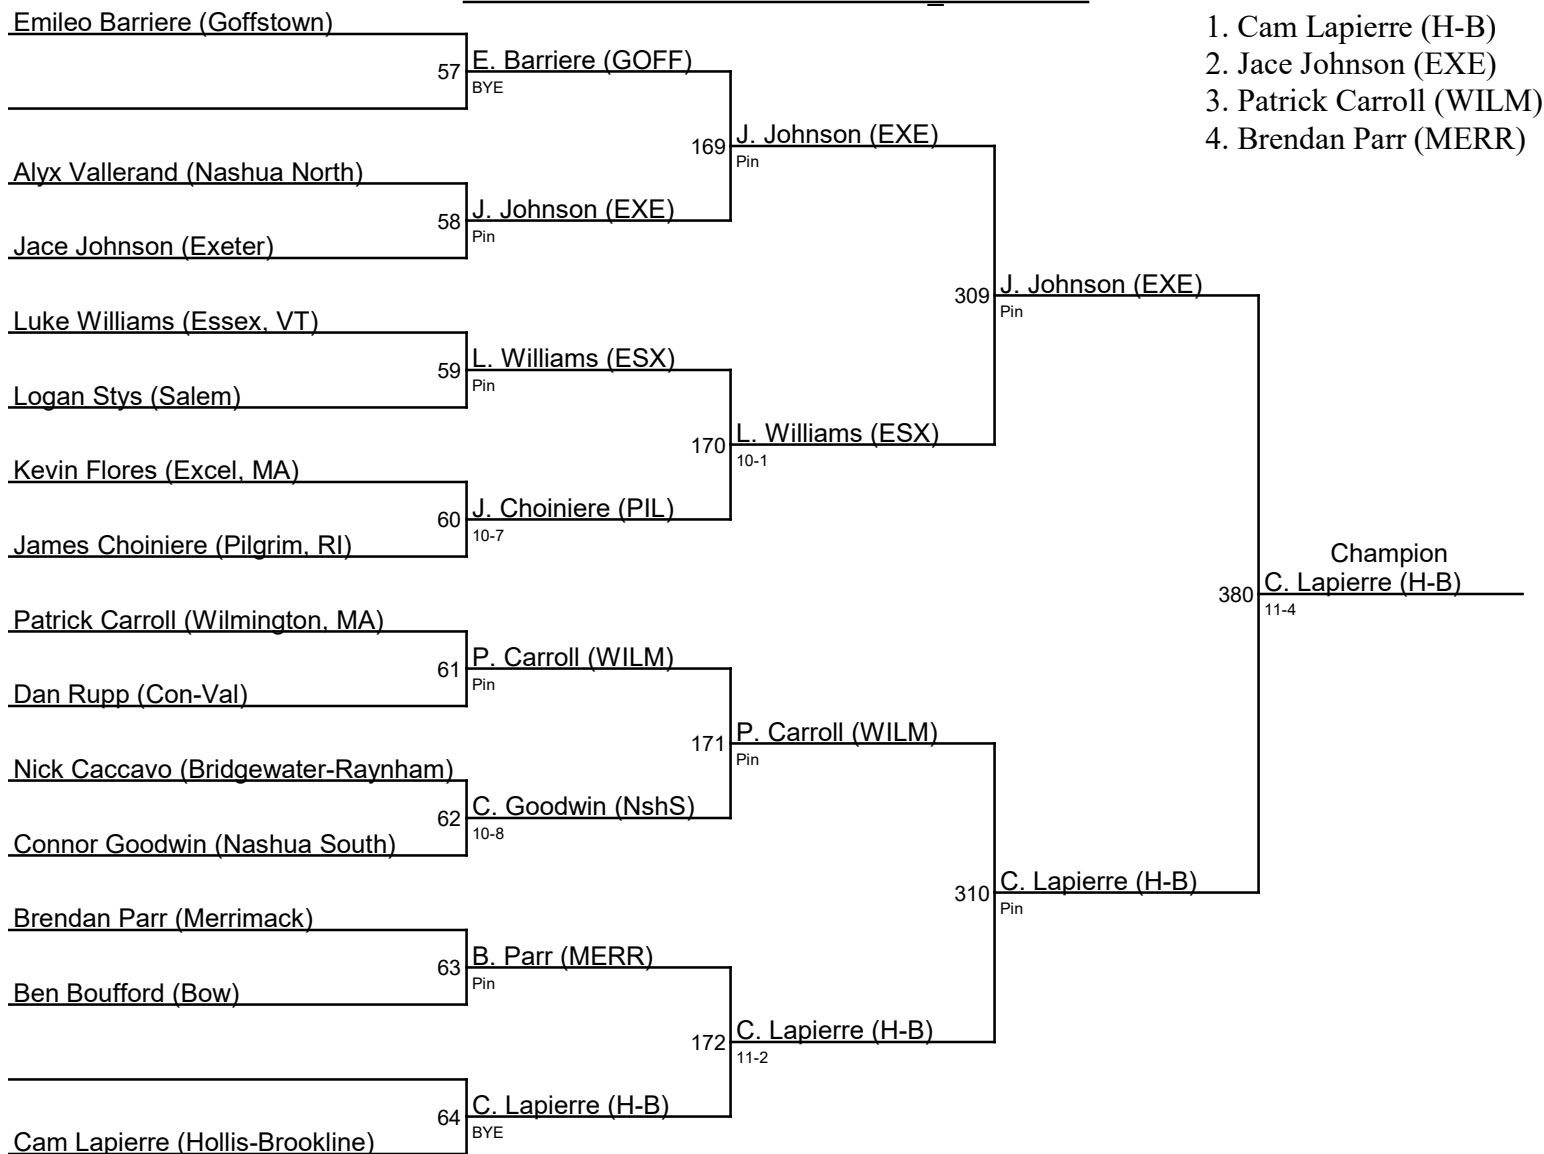 Emileo Barriere (Goffstown)
57
E. Barriere (GOFF)
BYE
Alyx Vallerand (Nashua North)
58
J. Johnson (EXE)
Pin
Jace Johnson (Exeter)
Luke Williams (Essex, VT)
59
L. Williams (ESX)
Pin
Logan Stys (Salem)
Kevin Flores (Excel, MA)
60
J. Choiniere (PIL)
10-7
James Choiniere (Pilgrim, RI)
Patrick Carroll (Wilmington, MA)
61
P. Carroll (WILM)
Pin
Dan Rupp (Con-Val)
Nick Caccavo (Bridgewater-Raynham)
62
C. Goodwin (NshS)
10-8
Connor Goodwin (Nashua South)
Brendan Parr (Merrimack)
63
B. Parr (MERR)
Pin
Ben Boufford (Bow)
64
C. Lapierre (H-B)
BYE
Cam Lapierre (Hollis-Brookline)
169
J. Johnson (EXE)
Pin
170
L. Williams (ESX)
10-1
171
P. Carroll (WILM)
Pin
172
C. Lapierre (H-B)
11-2
309
J. Johnson (EXE)
Pin
310
C. Lapierre (H-B)
Pin
Champion
380
C. Lapierre (H-B)
11-4
1. Cam Lapierre (H-B)
2. Jace Johnson (EXE)
3. Patrick Carroll (WILM)
4. Brendan Parr (MERR)